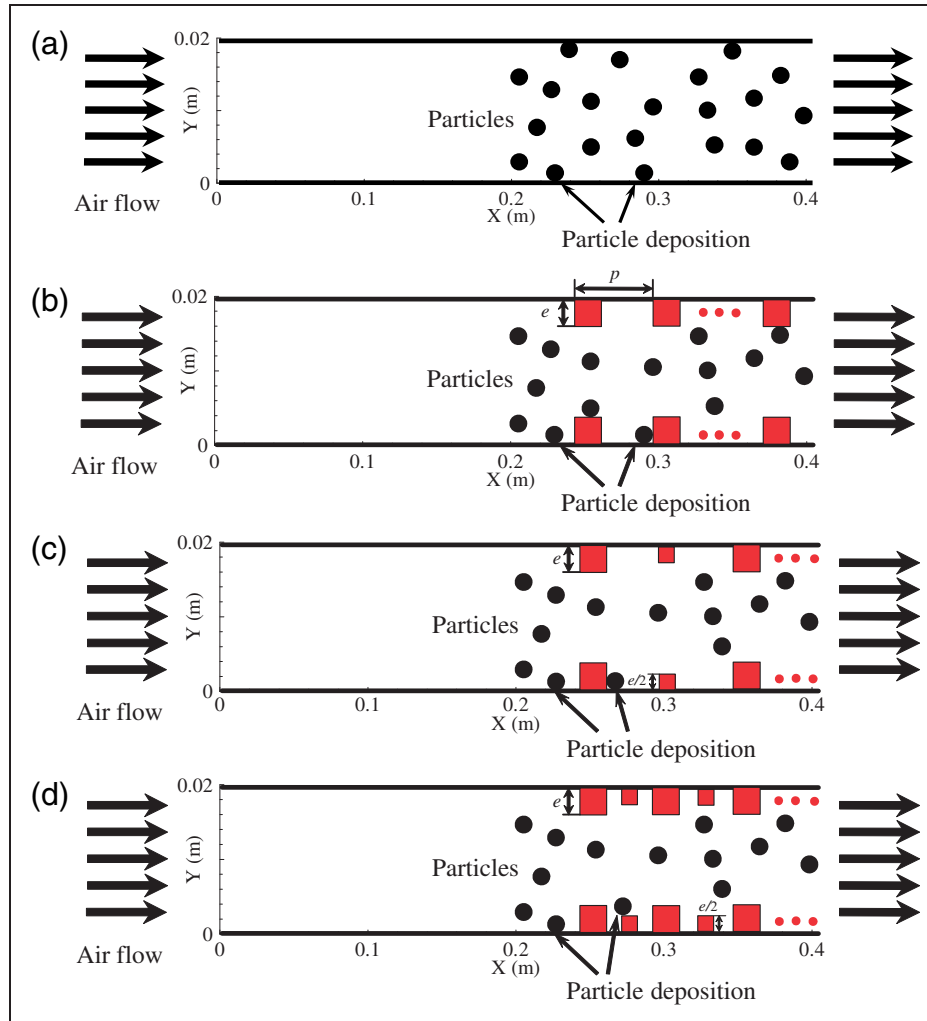 (a)
0.02
Y (m)
Particles
0
Air flow
0.1
0.2
0.3
0.4
X (m)
Particle deposition
(b)
p
0.02
e
Y (m)
Particles
0
Air flow
0
0.1
0.2
0.3
0.4
X (m)
Particle deposition
(c)
0.02
e
Y (m)
Particles
e/2
0
Air flow
0
0.1
0.2
0.3
0.4
X (m)
Particle deposition
(d)
0.02
e
Y (m)
Particles
e/2
0
Air flow
0
0.1
0.2
0.3
0.4
X (m)
Particle deposition